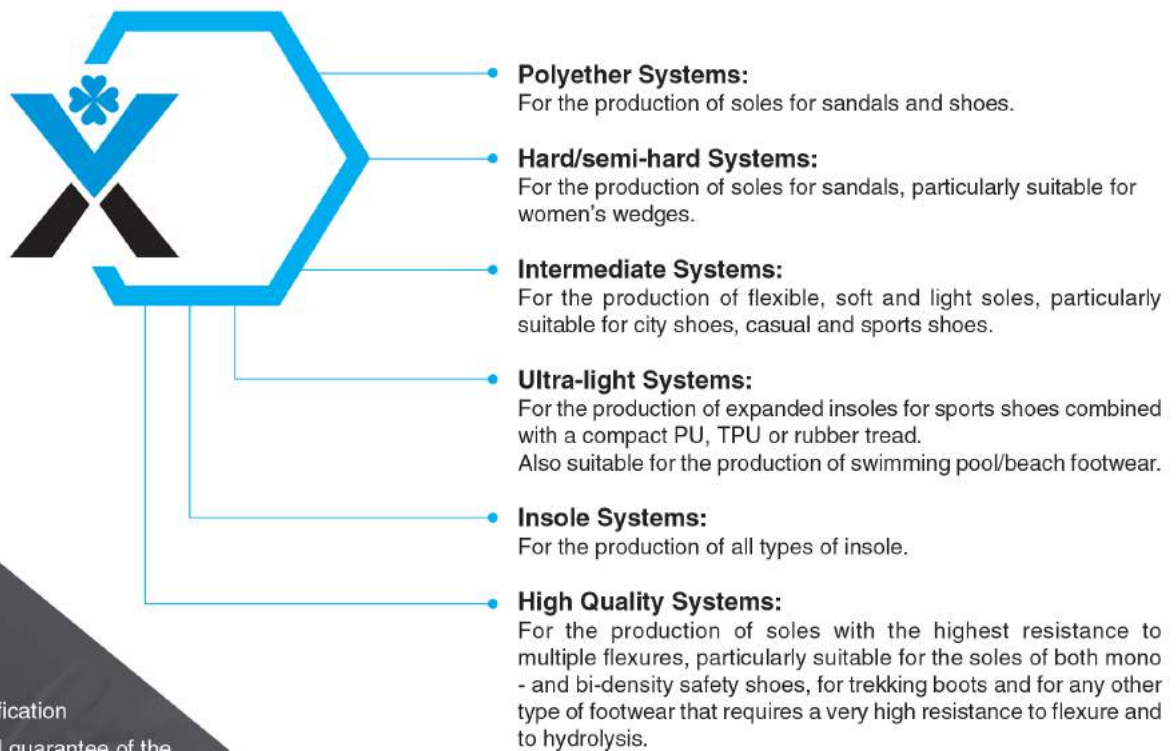 Polyether Systems:
For the production of soles for sandals and shoes.
Hard/semi-hard Systems:
For the production of soles for sandals, particularly suitable for
women's wedges.
Intermediate Systems:
For the production of flexible, soft and light soles, particularly
suitable for city shoes, casual and sports shoes.
Ultra-light Systems:
For the production of expanded insoles for sports shoes combined
with a compact PU, TPU or rubber tread.
Also suitable for the production of swimming pool/beach footwear.
Insole Systems:
For the production of all types of insole.
High Quality Systems:
For the production of soles with the highest resistance to
multiple flexures, particularly suitable for the soles of both mono
- and bi-density safety shoes, for trekking boots and for any other
type of footwear that requires a very high resistance to flexure and
to hydrolysis.
guarantee of the